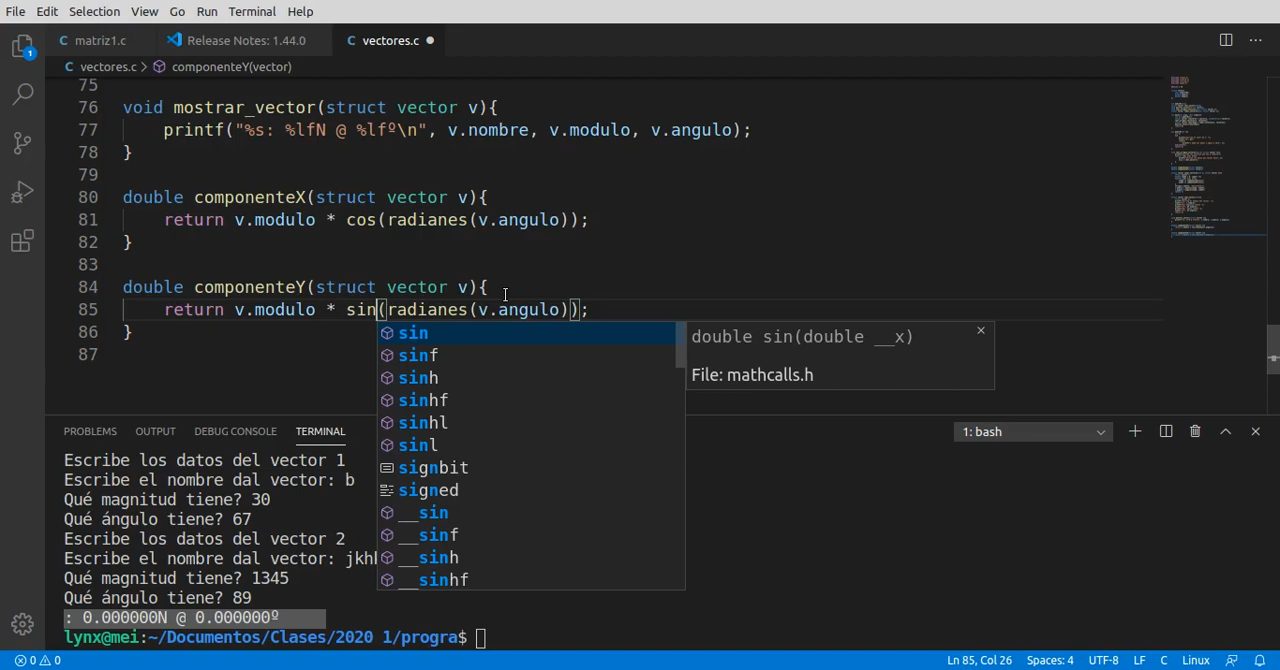 File Edit Selection View Go Run Terminal Help
C matriz1.c Release Notes: 1.44.0 C vectores.c ● ···
1
C vectores.c > componenteY(vector)
75
76 void mostrar_vector(struct vector v){
77 printf("%s: %lfN @ %lfº\n", v.nombre, v.modulo, v.angulo);
78 }
79
80 double componenteX(struct vector v){
81 return v.modulo * cos(radianes(v.angulo));
82 }
83
84 double componenteY(struct vector v){
85 return v.modulo * sin(radianes(v.angulo));
86 }
87
sin
sinf
sinh
sinhf
sinhl
sinl
signbit
signed
__sin
__sinf
__sinh
__sinhf
double __sin(double __x)
File: mathcalls.h
PROBLEMS OUTPUT DEBUG CONSOLE TERMINAL 1: bash
Escribe los datos del vector 1
Escribe el nombre del vector: b
Qué magnitud tiene? 30
Qué ángulo tiene? 67
Escribe los datos del vector 2
Escribe el nombre del vector:
Qué magnitud tiene? 1345
Qué ángulo tiene? 89
: 0.000000N @ 0.000000º
lynx@mei:~/Documentos/Clases/2020 1/progra$
0 0 Ln 85, Col 26 Spaces: 4 UTF-8 LF C Linux